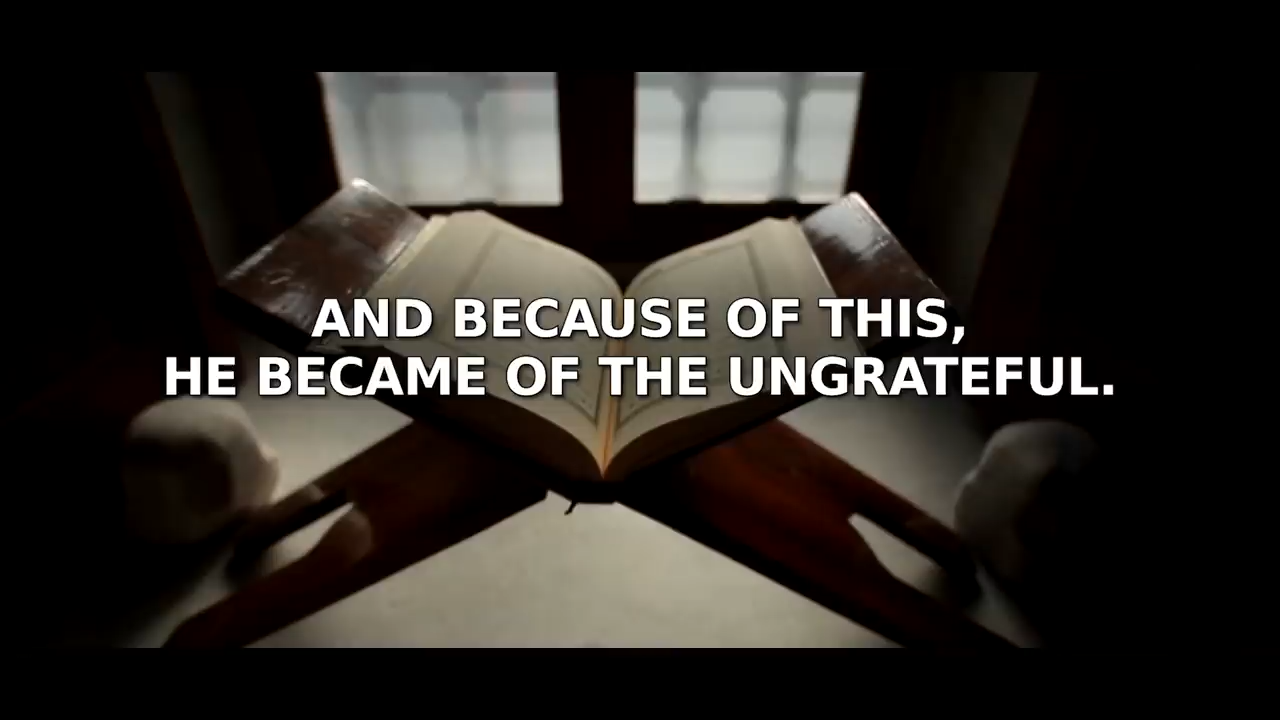 AND BECAUSE OF THIS,
HE BECAME OF THE UNGRATEFUL.